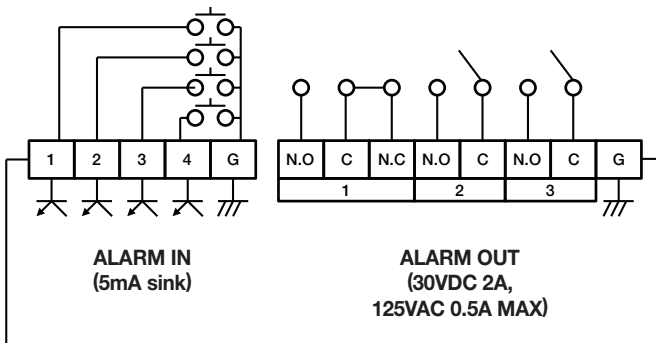 1 2 3 4 G
N.O C N.C N.O C N.O C G
1 2 3
ALARM IN
(5mA sink)
ALARM OUT
(30VDC 2A,
125VAC 0.5A MAX)